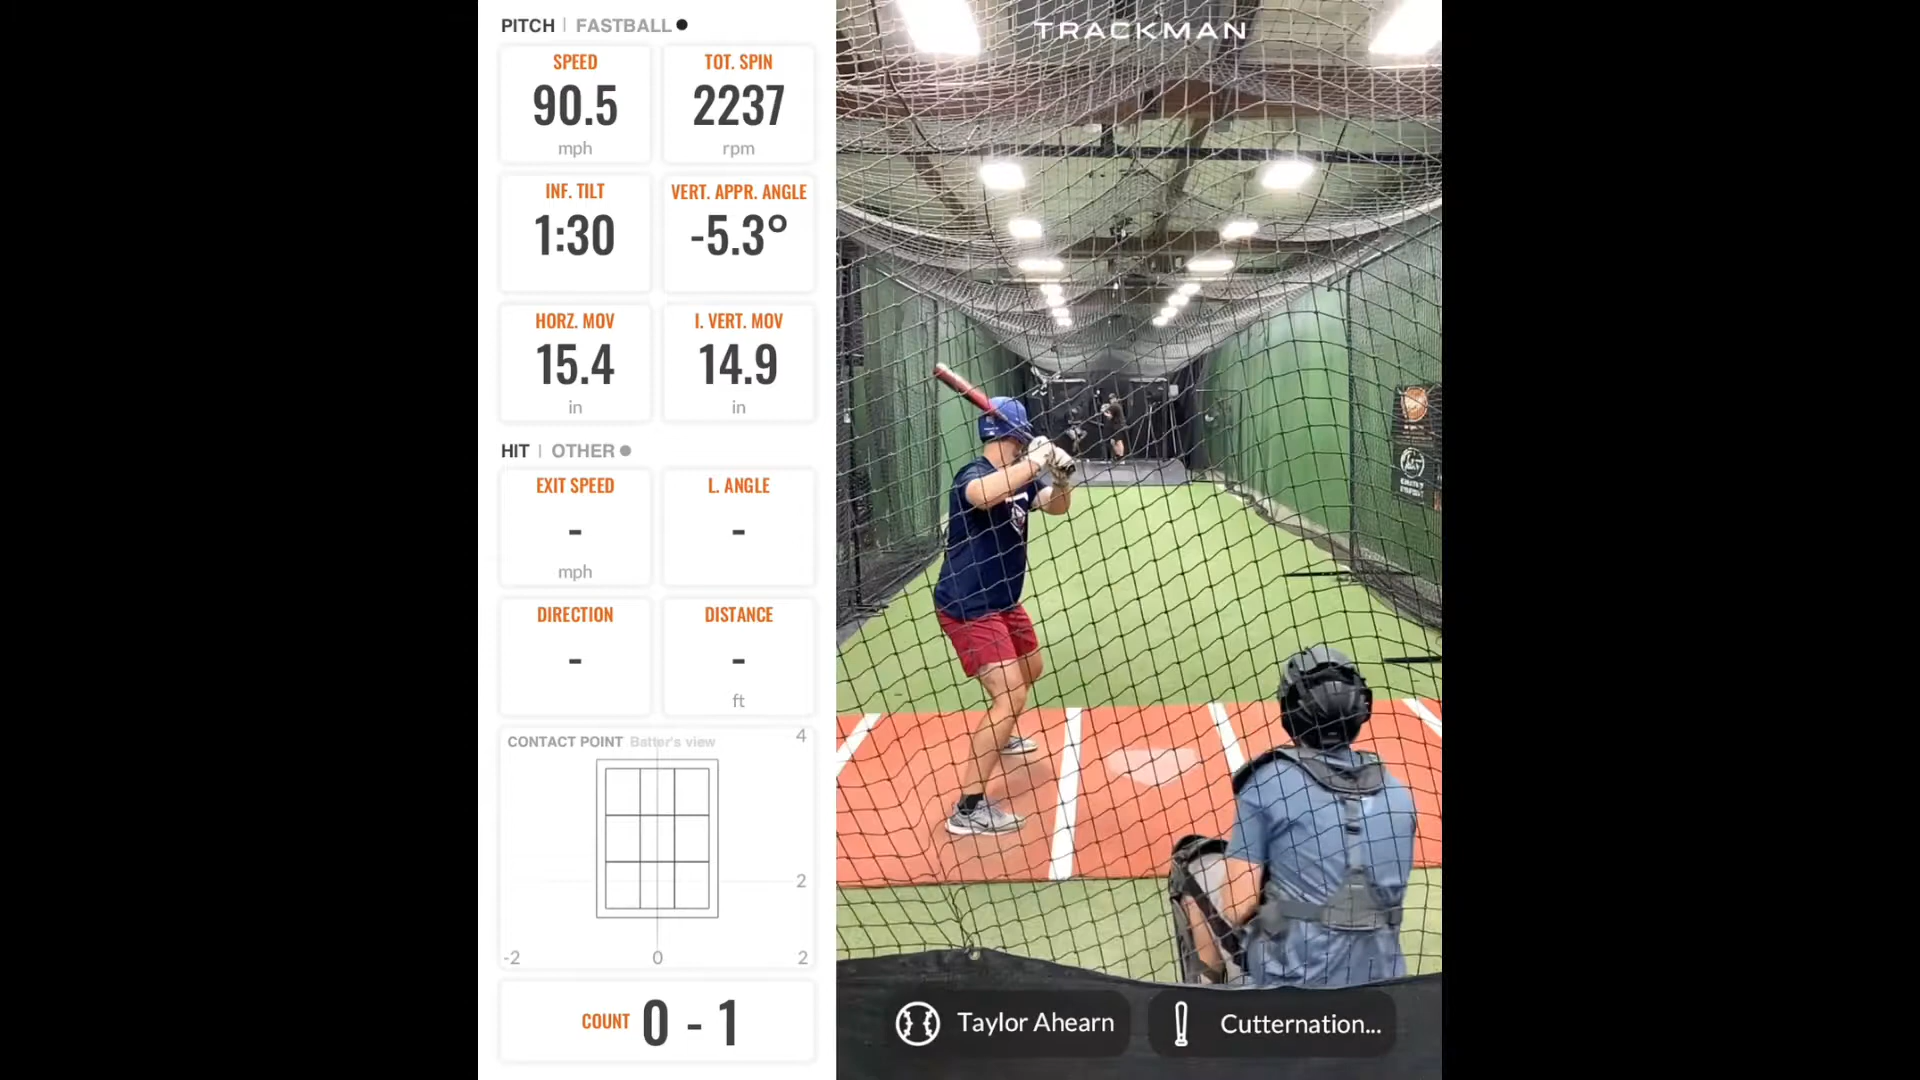 PITCH | FASTBALL
SPEED
90.5
mph
TOT. SPIN
2237
rpm
INF. TILT
1:30
VERT. APPR. ANGLE
-5.3°
HORZ. MOV
15.4
in
I. VERT. MOV
14.9
in
HIT | OTHER
EXIT SPEED
-
mph
L. ANGLE
-
DIRECTION
-
DISTANCE
-
ft
CONTACT POINT Batter's view
4
2
-2 0 2
COUNT 0 - 1
TRACKMAN
Taylor Ahearn
Cutternation...